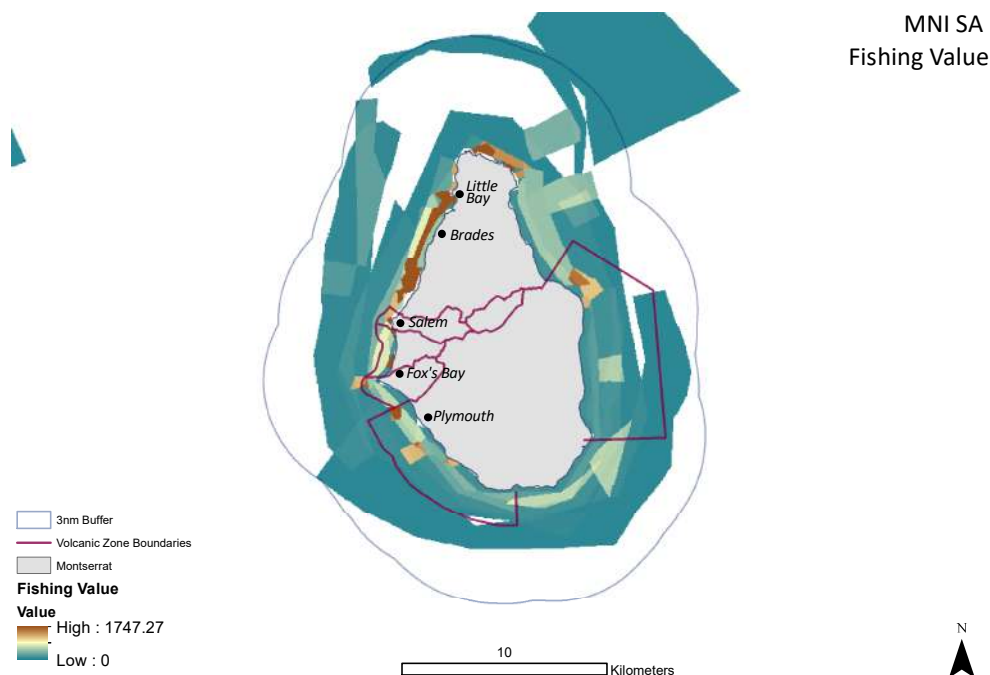 MNI SA
Fishing Value
Little
Bay
Brades
Salem
Fox's Bay
Plymouth
3nm Buffer
Volcanic Zone Boundaries
Montserrat
Fishing Value
Value
High : 1747.27
Low : 0
10
Kilometers
N